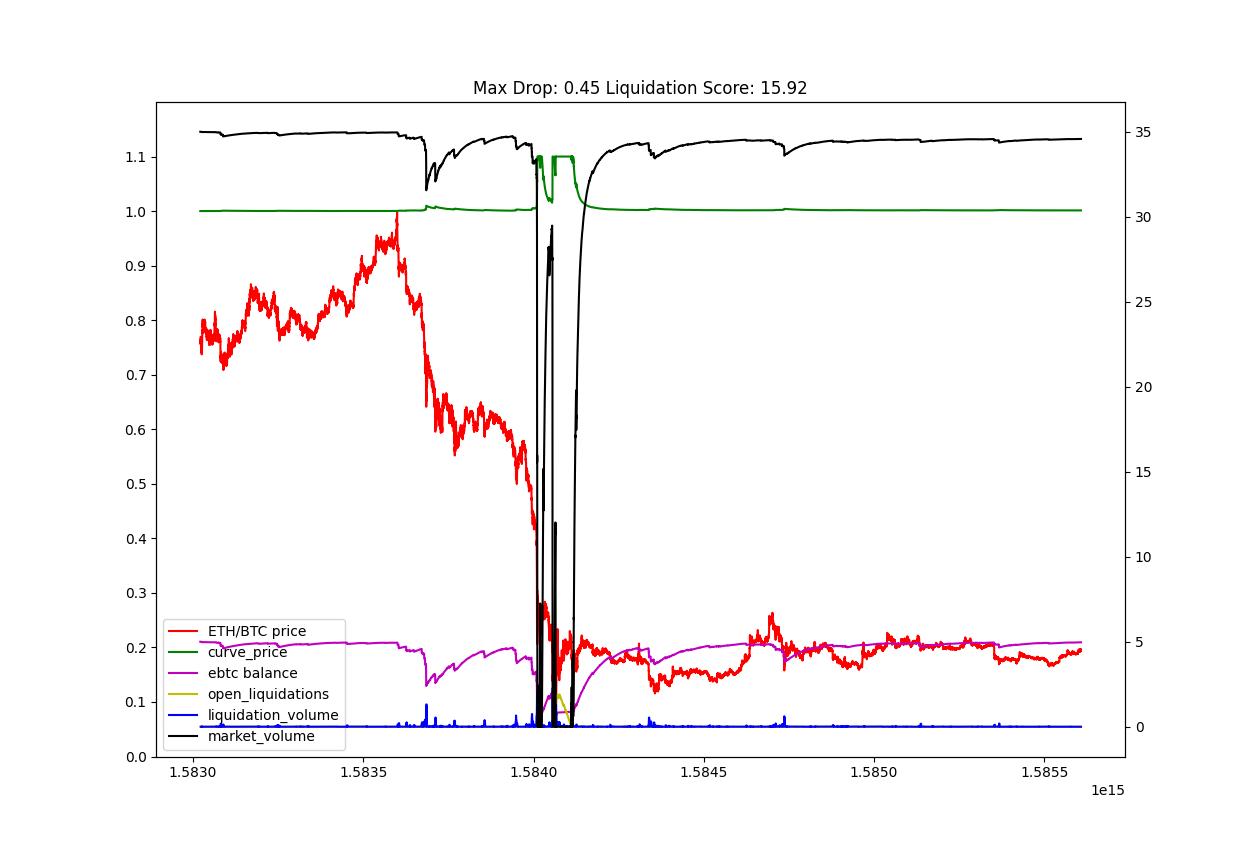 Max Drop: 0.45 Liquidation Score: 15.92
1.1
1.0
0.9
0.8
0.7
0.6
0.5
0.4
0.3
0.2
0.1
0.0
35
30
25
20
15
10
5
0
ETH/BTC price
curve_price
ebtc balance
open_liquidations
liquidation_volume
market_volume
1.5830 1.5835 1.5840 1.5845 1.5850 1.5855
1e15